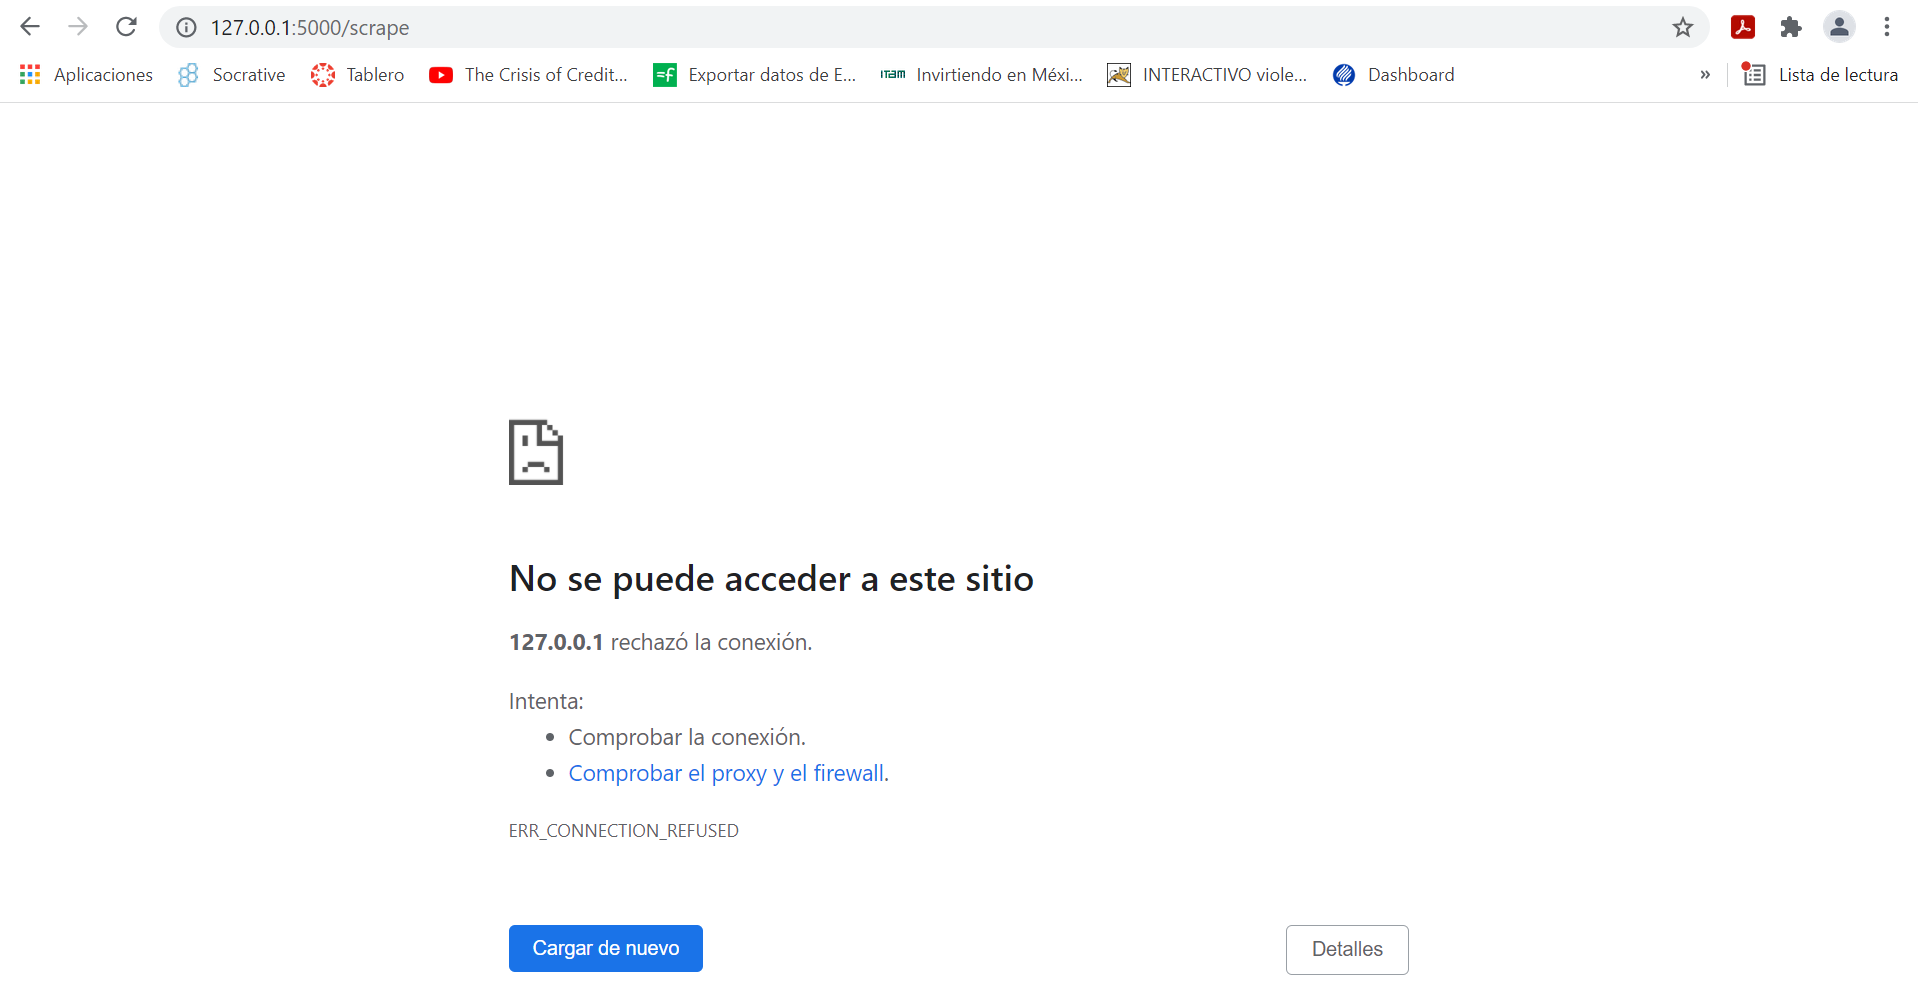 127.0.0.1:5000/scrape
Aplicaciones Socrative Tablero The Crisis of Credit... =F Exportar datos de E... ITAM Invirtiendo en Méxi... INTERACTIVO viole... Dashboard » Lista de lectura
No se puede acceder a este sitio
127.0.0.1 rechazó la conexión.
Intenta:
• Comprobar la conexión.
• Comprobar el proxy y el firewall.
ERR_CONNECTION_REFUSED
Cargar de nuevo Detalles